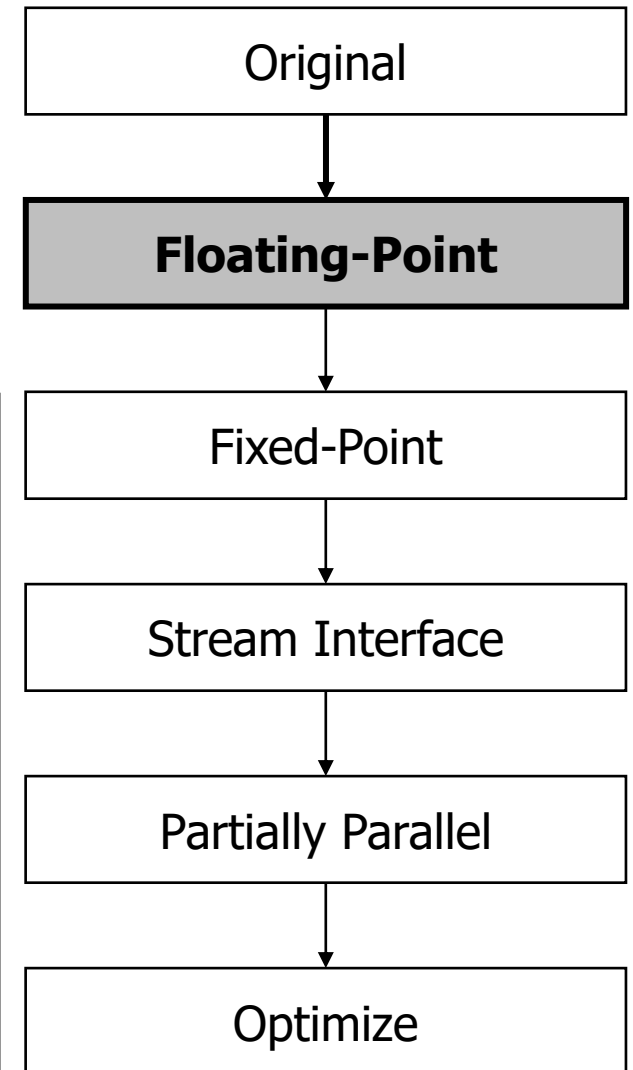 Original
Floating-Point
Fixed-Point
Stream Interface
Partially Parallel
Optimize